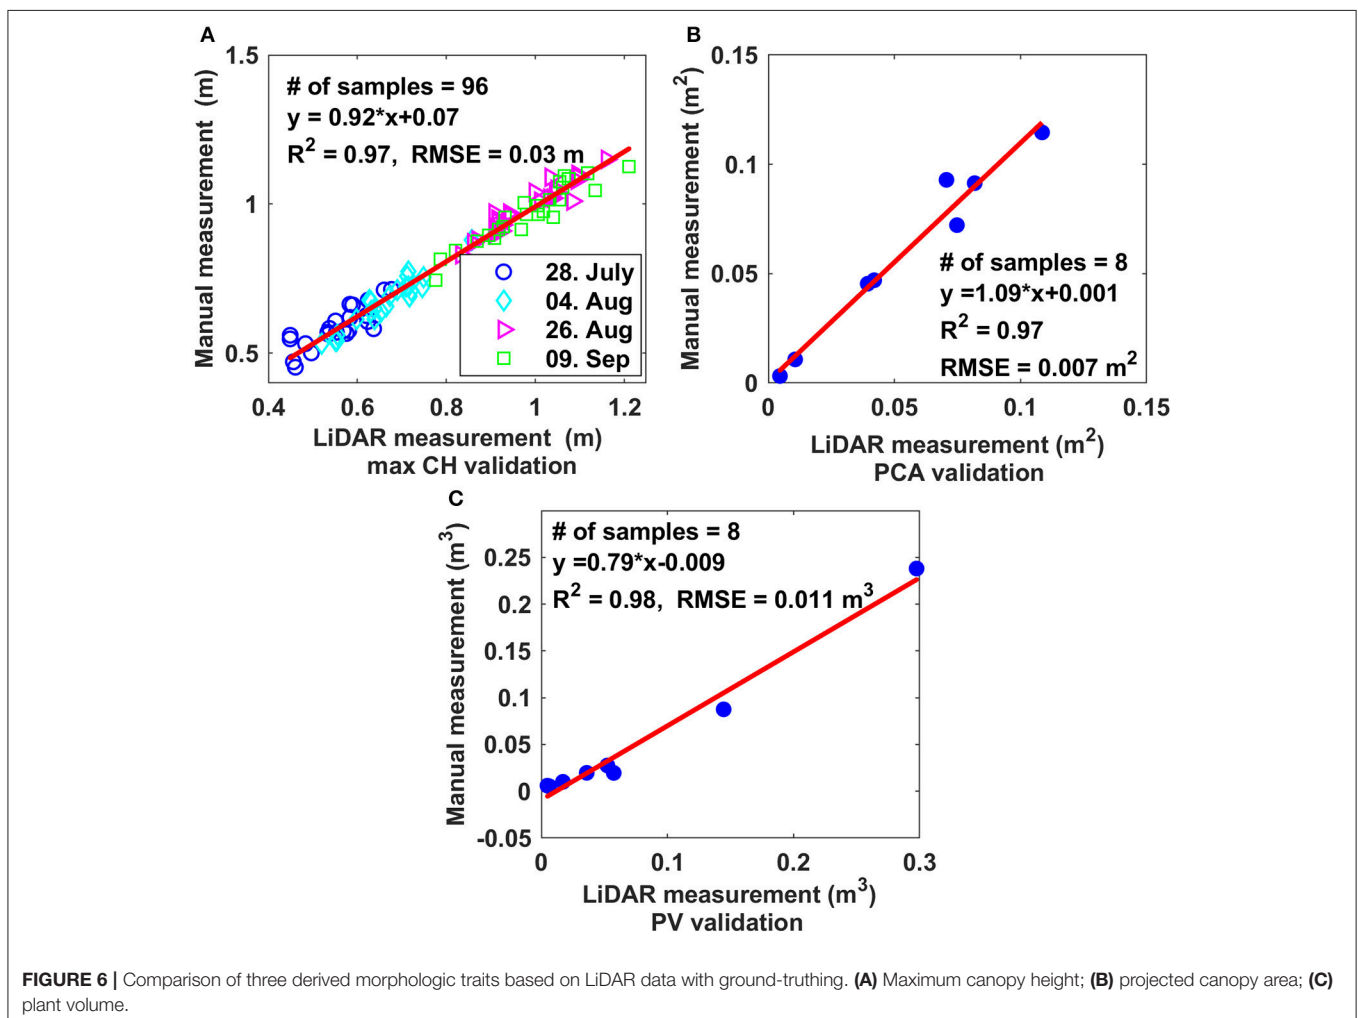 A
Manual measurement (m)
1.5
1
0.5
# of samples = 96
y = 0.92*x+0.07
R² = 0.97, RMSE = 0.03 m
28. July
04. Aug
26. Aug
09. Sep
0.4 0.6 0.8 1 1.2
LiDAR measurement (m)
max CH validation
B
Manual measurement (m²)
0.15
0.1
0.05
0
# of samples = 8
y =1.09*x+0.001
R² = 0.97
RMSE = 0.007 m²
0 0.05 0.1 0.15
LiDAR measurement (m²)
PCA validation
C
Manual measurement (m³)
0.25
0.2
0.15
0.1
0.05
0
-0.05
# of samples = 8
y =0.79*x-0.009
R² = 0.98, RMSE = 0.011 m³
0 0.1 0.2 0.3
LiDAR measurement (m³)
PV validation
FIGURE 6 | Comparison of three derived morphologic traits based on LiDAR data with ground-truthing. (A) Maximum canopy height; (B) projected canopy area; (C)
plant volume.